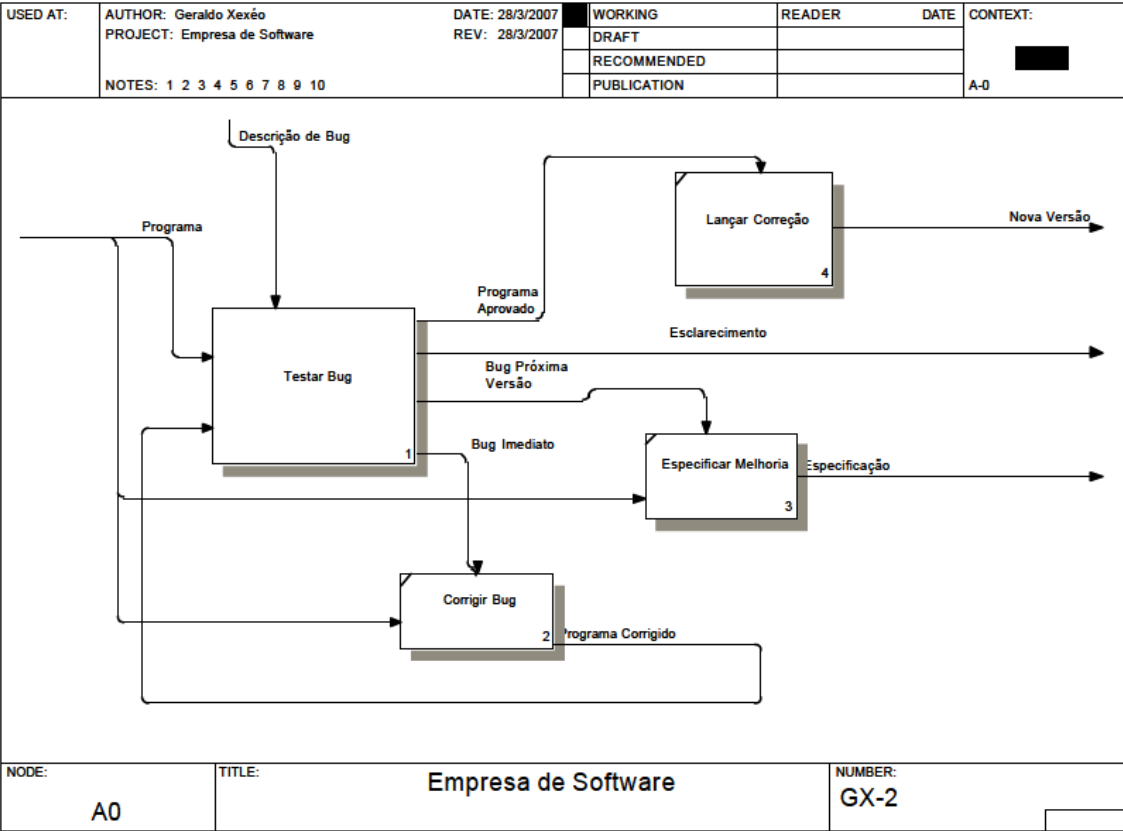 USED AT:
AUTHOR: Geraldo Xexéo
DATE: 28/3/2007
PROJECT: Empresa de Software
REV: 28/3/2007
NOTES: 1 2 3 4 5 6 7 8 9 10
WORKING
DRAFT
RECOMMENDED
PUBLICATION
READER DATE
CONTEXT:
A-0
Descrição de Bug
Programa
Lançar Correção
4
Nova Versão
Programa
Aprovado
Esclarecimento
Testar Bug
1
Bug Próxima
Versão
Bug Imediato
Especificar Melhoria
3
Especificação
Corrigir Bug
2
Programa Corrigido
NODE:
A0
TITLE:
Empresa de Software
NUMBER:
GX-2